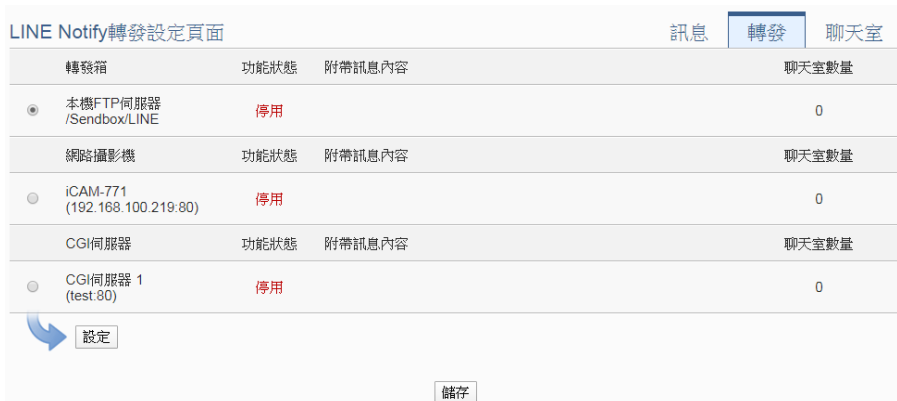 LINE Notify轉發設定頁面 訊息 轉發 聊天室
轉發箱 功能狀態 附帶訊息內容 聊天室數量
本機FTP伺服器
/Sendbox/LINE
停用 0
網路攝影機 功能狀態 附帶訊息內容 聊天室數量
iCAM-771
(192.168.100.219:80)
停用 0
CGI伺服器 功能狀態 附帶訊息內容 聊天室數量
CGI伺服器 1
(test:80)
停用 0
設定
儲存